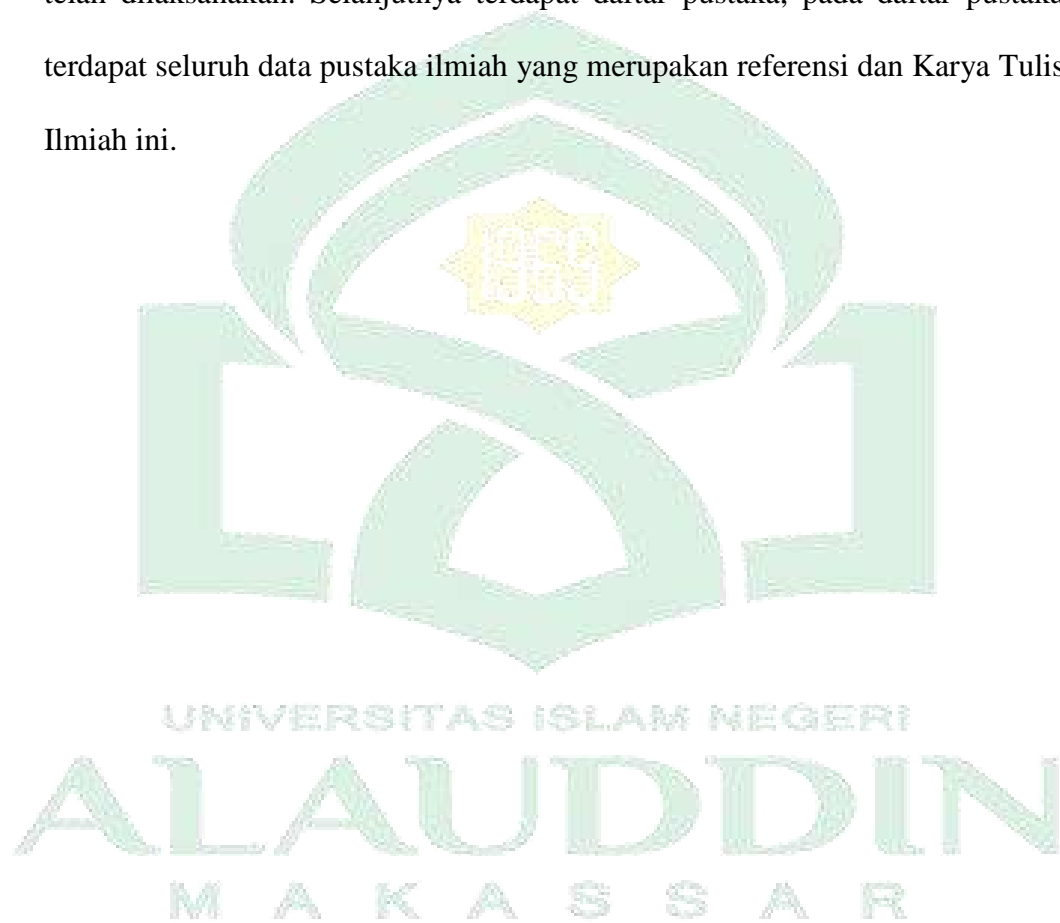 telah dilaksanakan. Selanjutnya terdapat daftar pustaka, pada daftar pustaka
terdapat seluruh data pustaka ilmiah yang merupakan referensi dan Karya Tulis
Ilmiah ini.
UNIVERSITAS ISLAM NEGERI
ALAUDDIN
MAKASSAR